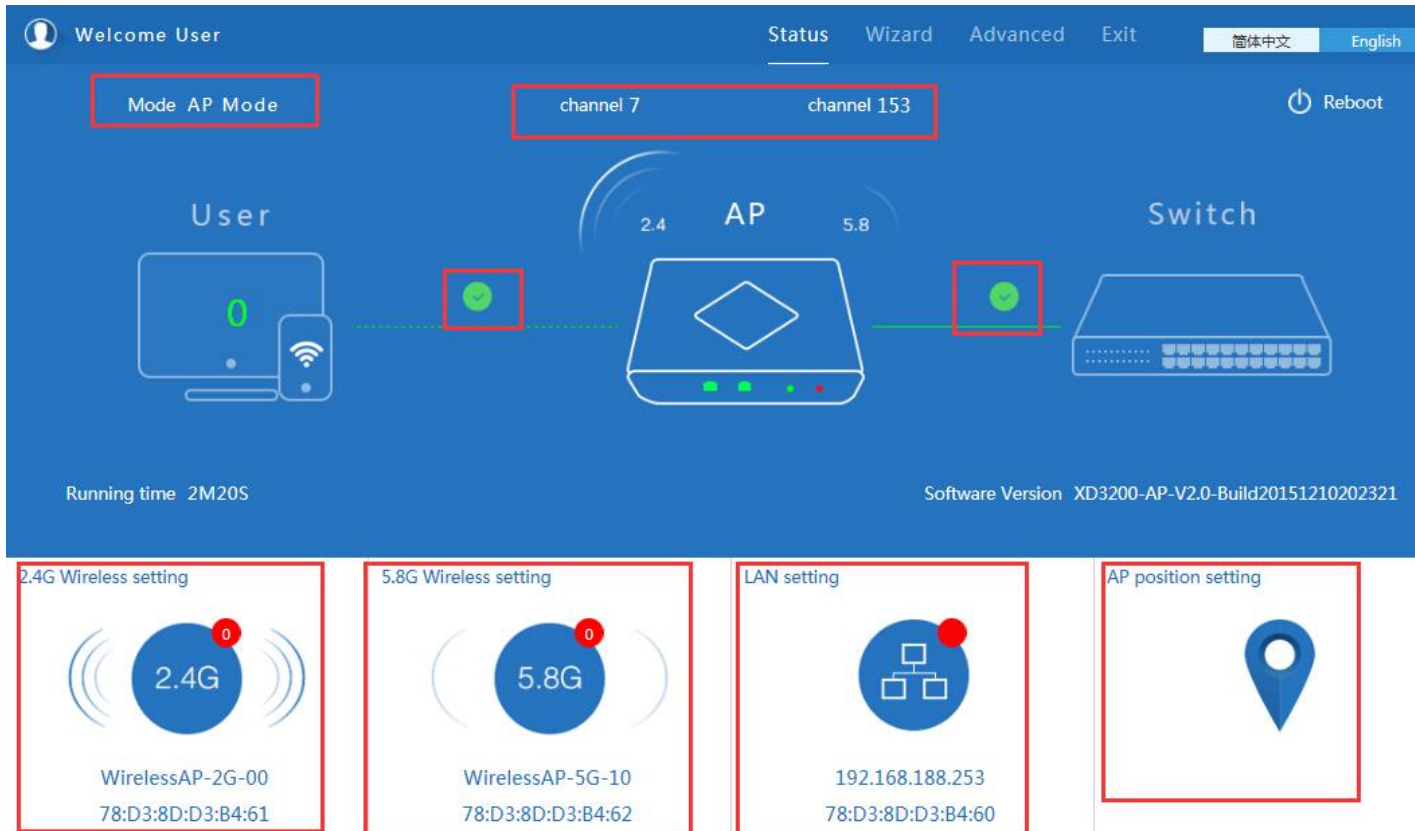 Welcome User
Status Wizard Advanced Exit 简体中文 English
Mode AP Mode
channel 7 channel 153
Reboot
User
2.4 AP 5.8
Switch
0
Running time 2M20S
Software Version XD3200-AP-V2.0-Build20151210202321
2.4G Wireless setting
0
2.4G
WirelessAP-2G-00
78:D3:8D:D3:B4:61
5.8G Wireless setting
0
5.8G
WirelessAP-5G-10
78:D3:8D:D3:B4:62
LAN setting
192.168.188.253
78:D3:8D:D3:B4:60
AP position setting